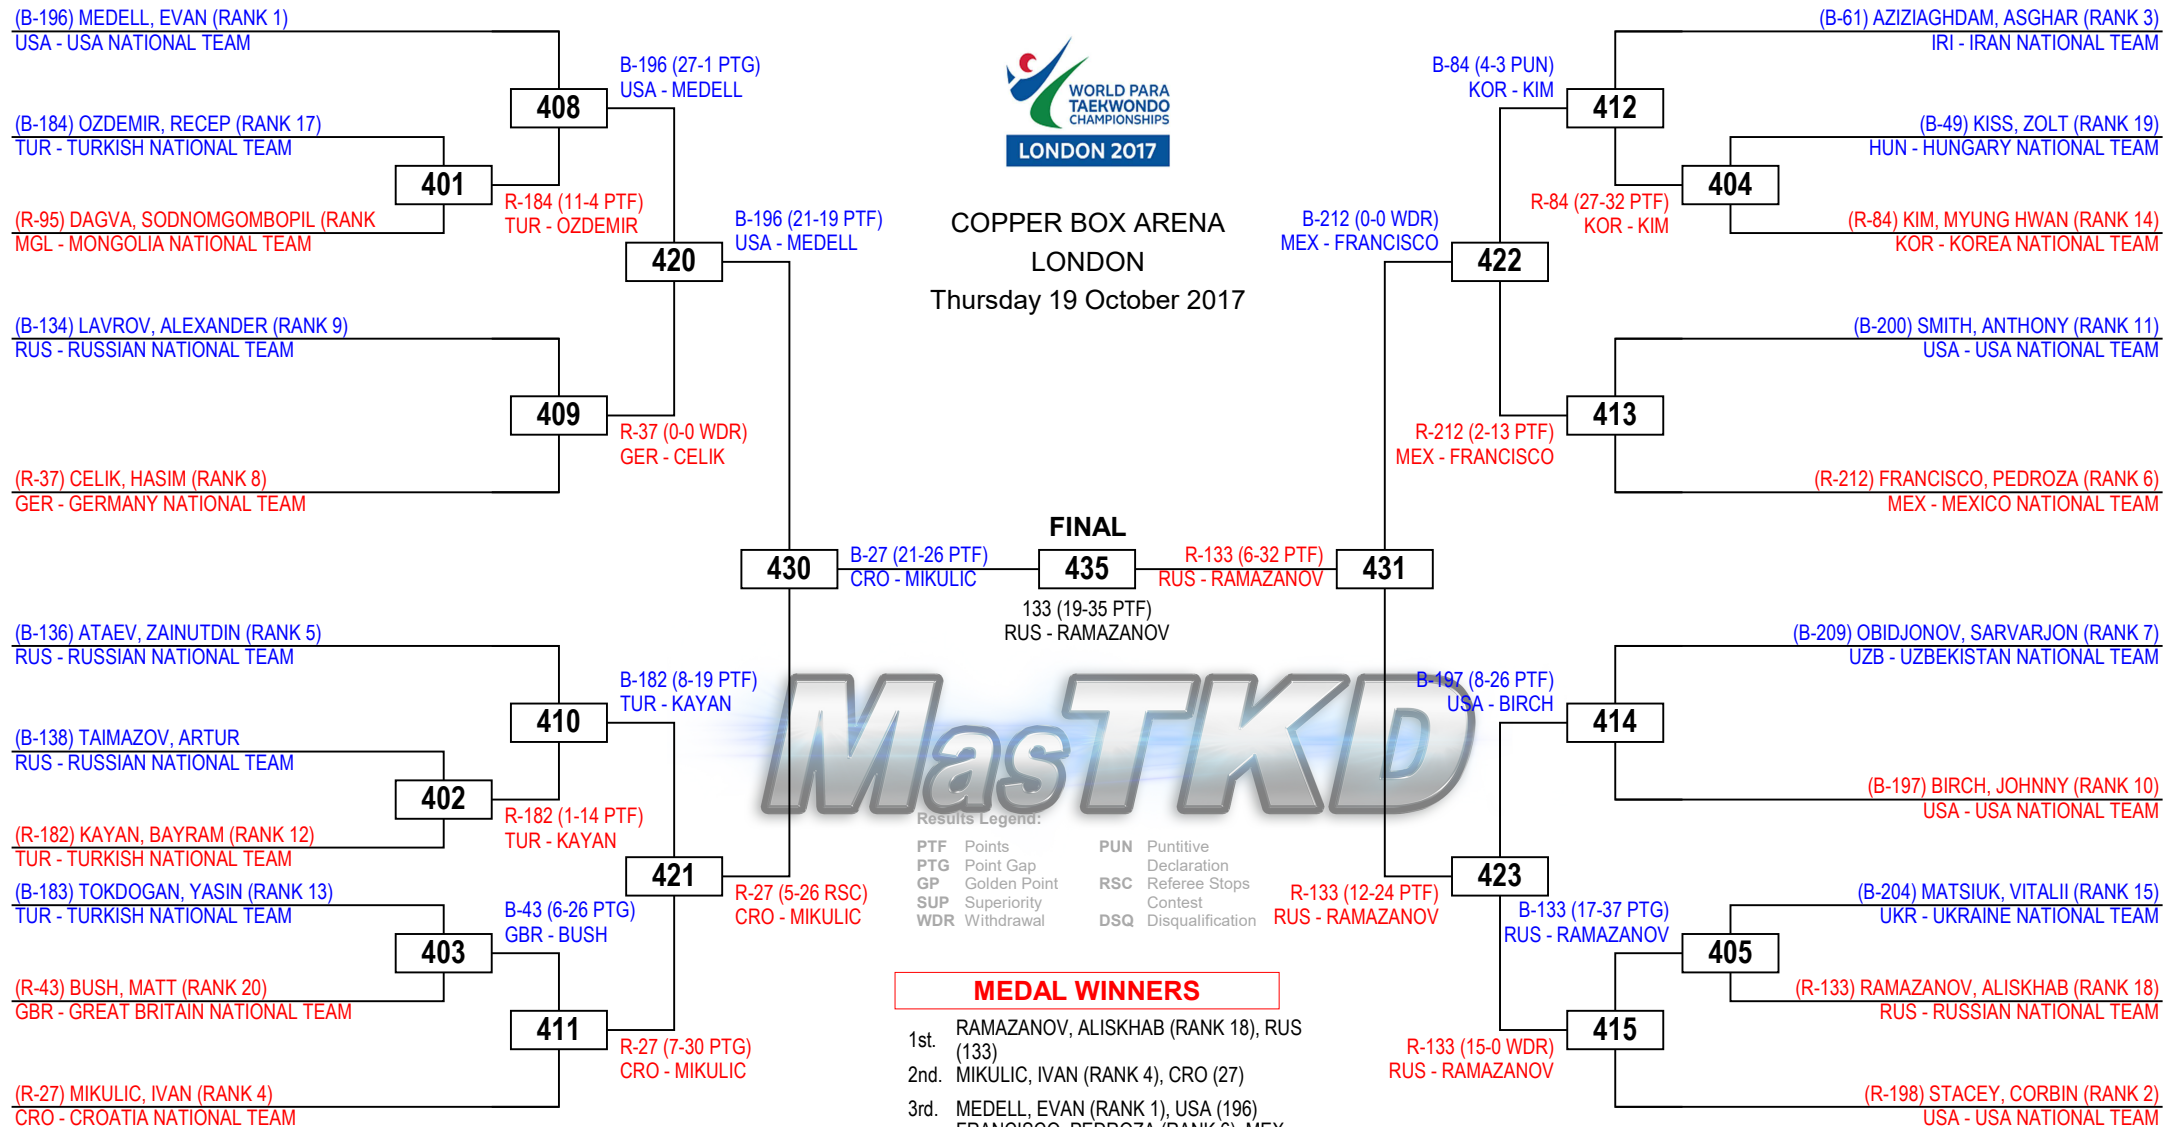 (B-196) MEDELL, EVAN (RANK 1)
USA - USA NATIONAL TEAM
(B-184) OZDEMIR, RECEP (RANK 17)
TUR - TURKISH NATIONAL TEAM
(R-95) DAGVA, SODNOMGOMBOPIL (RANK
MGL - MONGOLIA NATIONAL TEAM
(B-134) LAVROV, ALEXANDER (RANK 9)
RUS - RUSSIAN NATIONAL TEAM
(R-37) CELIK, HASIM (RANK 8)
GER - GERMANY NATIONAL TEAM
(B-136) ATAEV, ZAINUTDIN (RANK 5)
RUS - RUSSIAN NATIONAL TEAM
(B-138) TAIMAZOV, ARTUR
RUS - RUSSIAN NATIONAL TEAM
(R-182) KAYAN, BAYRAM (RANK 12)
TUR - TURKISH NATIONAL TEAM
(B-183) TOKDOGAN, YASIN (RANK 13)
TUR - TURKISH NATIONAL TEAM
(R-43) BUSH, MATT (RANK 20)
GBR - GREAT BRITAIN NATIONAL TEAM
(R-27) MIKULIC, IVAN (RANK 4)
CRO - CROATIA NATIONAL TEAM
401
402
403
R-184 (11-4 PTF)
TUR - OZDEMIR
R-182 (1-14 PTF)
TUR - KAYAN
B-43 (6-26 PTG)
GBR - BUSH
408
409
410
411
B-196 (27-1 PTG)
USA - MEDELL
R-37 (0-0 WDR)
GER - CELIK
B-182 (8-19 PTF)
TUR - KAYAN
R-27 (7-30 PTG)
CRO - MIKULIC
420
421
B-196 (21-19 PTF)
USA - MEDELL
R-27 (5-26 RSC)
CRO - MIKULIC
430
B-27 (21-26 PTF)
CRO - MIKULIC
WORLD PARA
TAEKWONDO
CHAMPIONSHIPS
LONDON 2017
COPPER BOX ARENA
LONDON
Thursday 19 October 2017
FINAL
435
133 (19-35 PTF)
RUS - RAMAZANOV
MasTKD
Results Legend:
PTF Points
PTG Point Gap
GP Golden Point
SUP Superiority
WDR Withdrawal
PUN Puntitive
Declaration
RSC Referee Stops
Contest
DSQ Disqualification
MEDAL WINNERS
1st. RAMAZANOV, ALISKHAB (RANK 18), RUS
(133)
2nd. MIKULIC, IVAN (RANK 4), CRO (27)
3rd. MEDELL, EVAN (RANK 1), USA (196)
FRANCISCO, PEDROZA (RANK 6), MEX
R-133 (6-32 PTF)
RUS - RAMAZANOV
431
B-212 (0-0 WDR)
MEX - FRANCISCO
R-133 (12-24 PTF)
RUS - RAMAZANOV
422
423
B-84 (4-3 PUN)
KOR - KIM
R-212 (2-13 PTF)
MEX - FRANCISCO
B-197 (8-26 PTF)
USA - BIRCH
R-133 (15-0 WDR)
RUS - RAMAZANOV
412
413
414
415
R-84 (27-32 PTF)
KOR - KIM
B-133 (17-37 PTG)
RUS - RAMAZANOV
404
405
(B-61) AZIZIAGHDAM, ASGHAR (RANK 3)
IRI - IRAN NATIONAL TEAM
(B-49) KISS, ZOLT (RANK 19)
HUN - HUNGARY NATIONAL TEAM
(R-84) KIM, MYUNG HWAN (RANK 14)
KOR - KOREA NATIONAL TEAM
(B-200) SMITH, ANTHONY (RANK 11)
USA - USA NATIONAL TEAM
(R-212) FRANCISCO, PEDROZA (RANK 6)
MEX - MEXICO NATIONAL TEAM
(B-209) OBIDJONOV, SARVARJON (RANK 7)
UZB - UZBEKISTAN NATIONAL TEAM
(B-197) BIRCH, JOHNNY (RANK 10)
USA - USA NATIONAL TEAM
(B-204) MATSIUK, VITALII (RANK 15)
UKR - UKRAINE NATIONAL TEAM
(R-133) RAMAZANOV, ALISKHAB (RANK 18)
RUS - RUSSIAN NATIONAL TEAM
(R-198) STACEY, CORBIN (RANK 2)
USA - USA NATIONAL TEAM